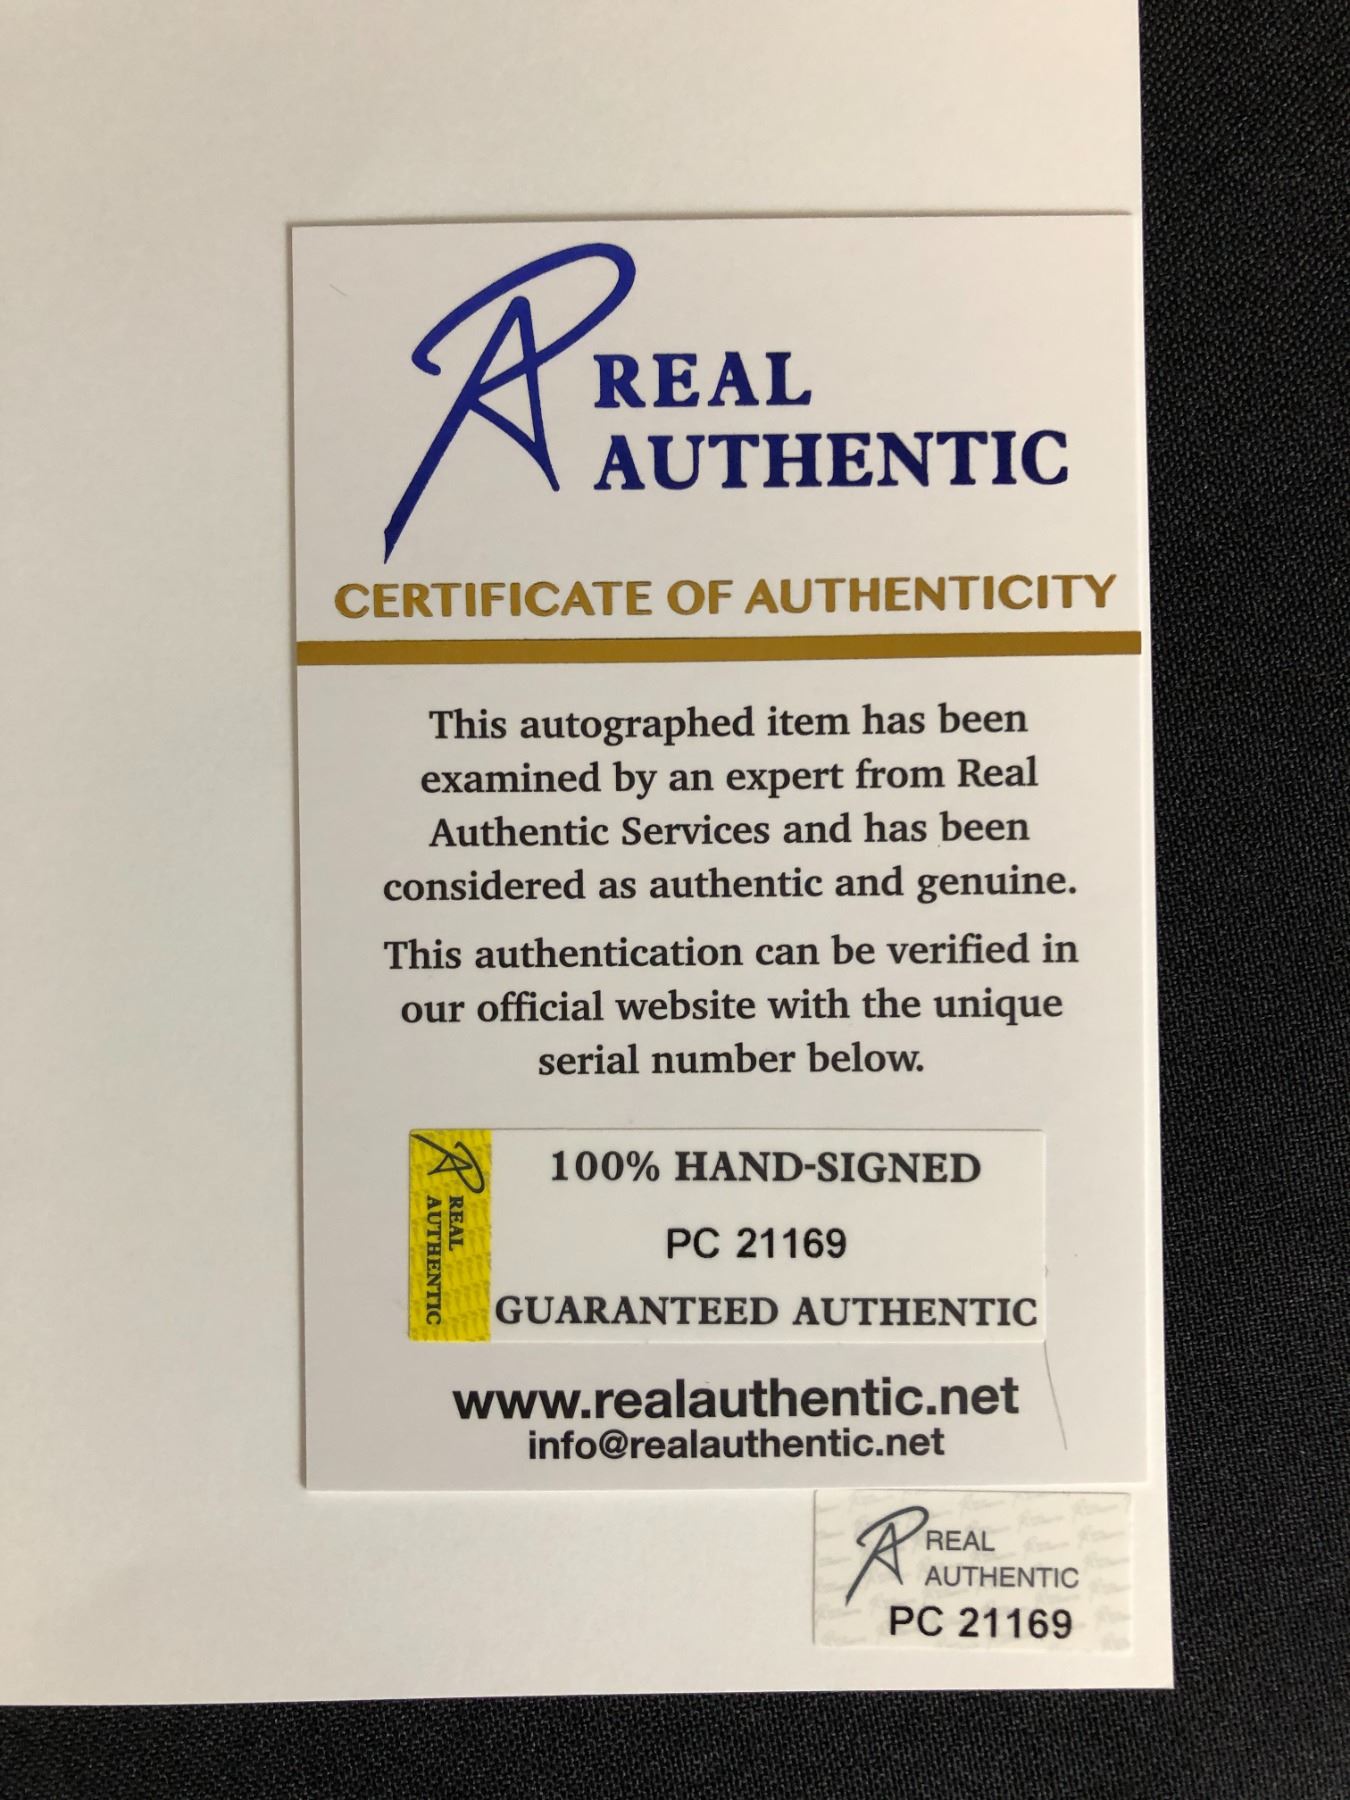 REAL
AUTHENTIC
CERTIFICATE OF AUTHENTICITY
This autographed item has been
examined by an expert from Real
Authentic Services and has been
considered as authentic and genuine.
This authentication can be verified in
our official website with the unique
serial number below.
REAL
AUTHENTIC
100% HAND-SIGNED
PC 21169
GUARANTEED AUTHENTIC
www.realauthentic.net
info@realauthentic.net
REAL
AUTHENTIC
PC 21169